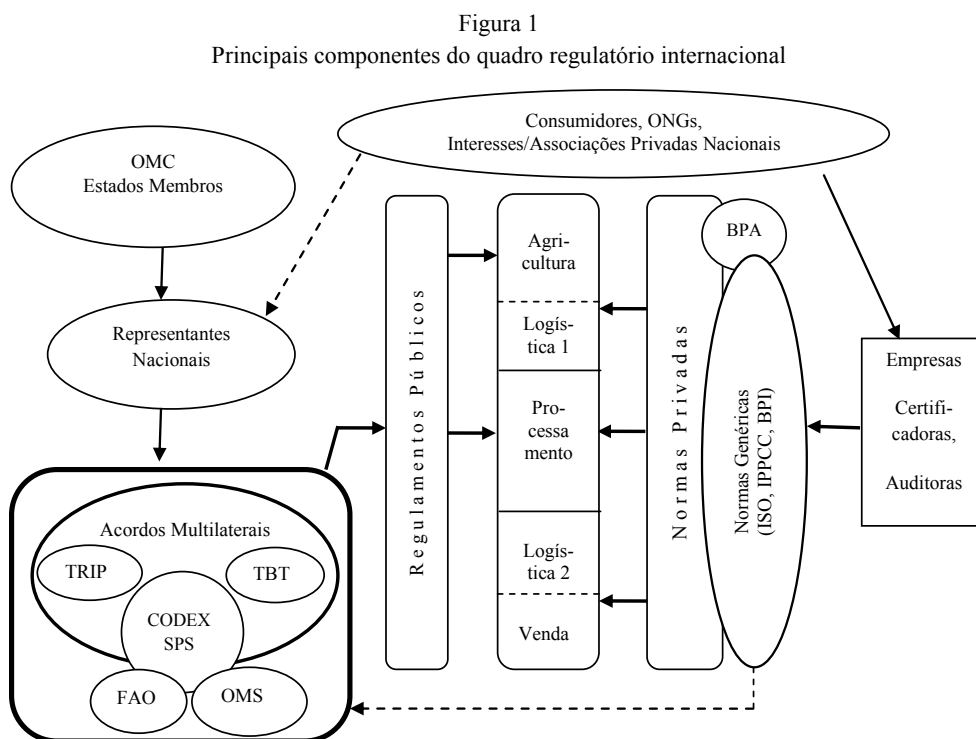 Figura 1
Principais componentes do quadro regulatório internacional
Consumidores, ONGs,
Interesses/Associações Privadas Nacionais
OMC
Estados Membros
Representantes
Nacionais
Acordos Multilaterais
TRIP
TBT
CODEX
SPS
FAO
OMS
Regulamentos Públicos
Agri-
cultura
Logís-
tica 1
Pro-
cessa
mento
Logís-
tica 2
Venda
Normas Privadas
BPA
Normas Genéricas
(ISO, IPPCC, BPI)
Empresas
Certifi-
cadoras,
Auditoras